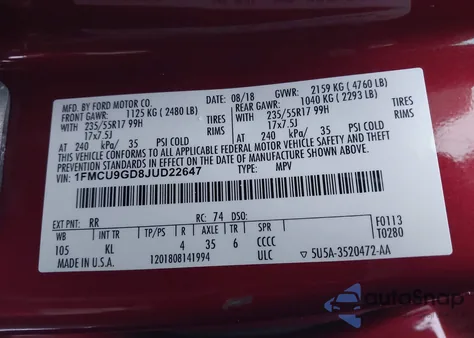 MFD. BY FORD MOTOR CO.
DATE: 08/18 GVWR: 2159 KG ( 4760 LB)
FRONT GAWR: 1125 KG ( 2480 LB) REAR GAWR: 1040 KG ( 2293 LB)
WITH 235/55R17 99H WITH 235/55R17 99H
17x7.5J 17x7.5J
AT 240 kPa/ 35 PSI COLD AT 240 kPa/ 35 PSI COLD
THIS VEHICLE CONFORMS TO ALL APPLICABLE FEDERAL MOTOR VEHICLE SAFETY AND THEFT PREVENTION STANDARDS IN EFFECT ON THE DATE OF MANUFACTURE SHOWN ABOVE.
VIN: 1FMCU9GD8JUD22647 TYPE: MPV
EXT PNT: RR RC: 74 DSO: F0113
WB INT TR TP/PS R AXLE TR SPR T0280
105 KL 4 35 6 CCCC
MADE IN U.S.A. 1201808141994 ULC ▽ 5U5A-3520472-AA
autoSnap